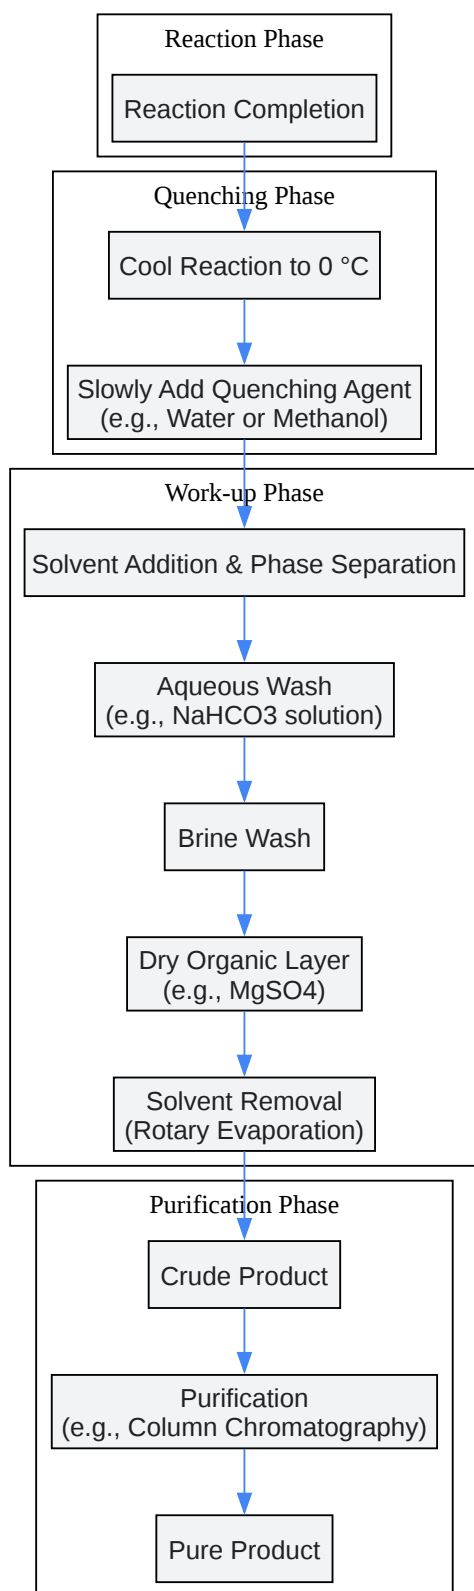 Reaction Phase
Reaction Completion
Quenching Phase
Cool Reaction to 0 °C
Slowly Add Quenching Agent
(e.g., Water or Methanol)
Work-up Phase
Solvent Addition & Phase Separation
Aqueous Wash
(e.g., NaHCO3 solution)
Brine Wash
Dry Organic Layer
(e.g., MgSO4)
Solvent Removal
(Rotary Evaporation)
Purification Phase
Crude Product
Purification
(e.g., Column Chromatography)
Pure Product